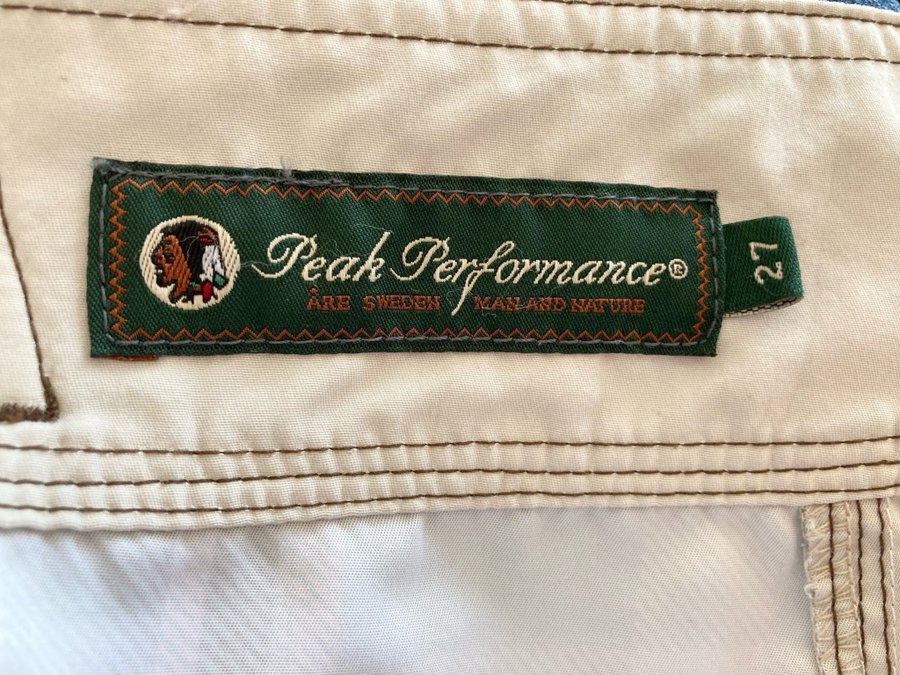 Peak Performance®
ÅRE SWEDEN MAN AND NATURE
27